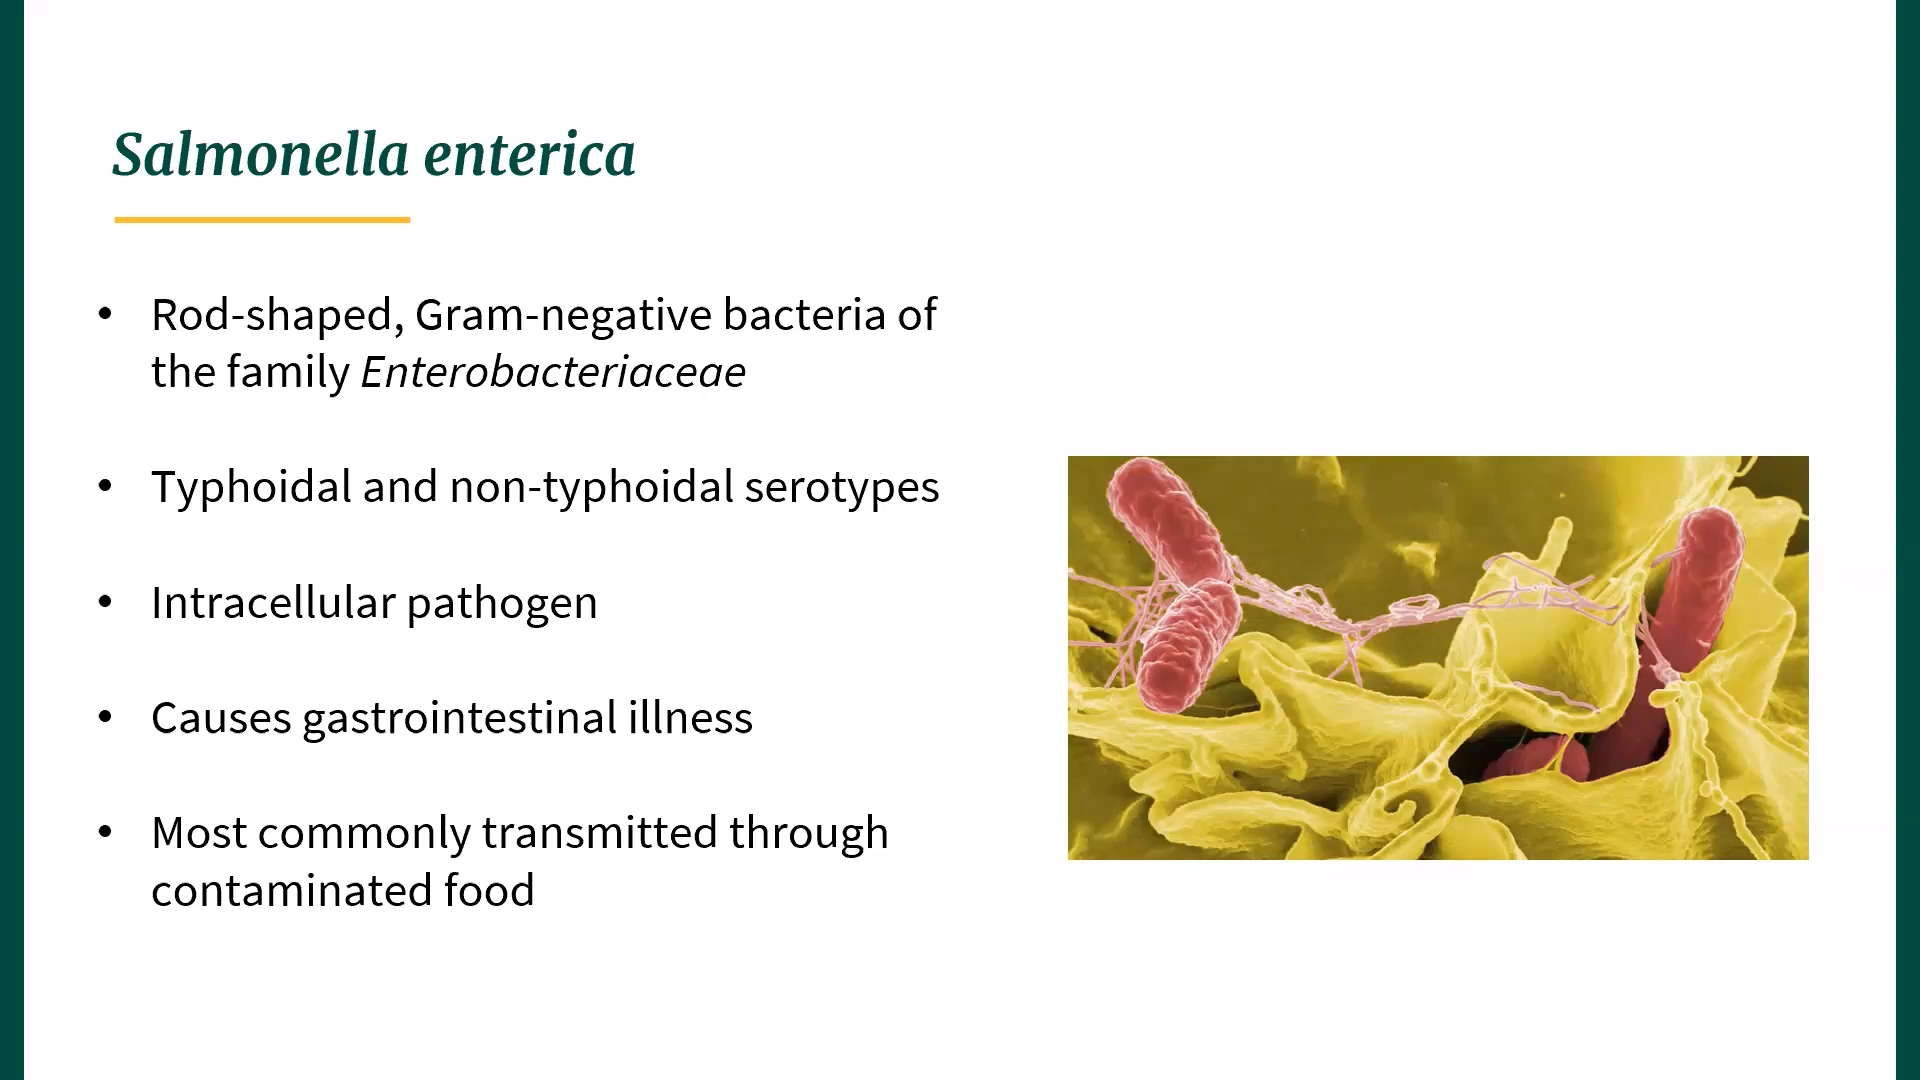 Salmonella enterica
• Rod-shaped, Gram-negative bacteria of
the family Enterobacteriaceae
• Typhoidal and non-typhoidal serotypes
• Intracellular pathogen
• Causes gastrointestinal illness
• Most commonly transmitted through
contaminated food